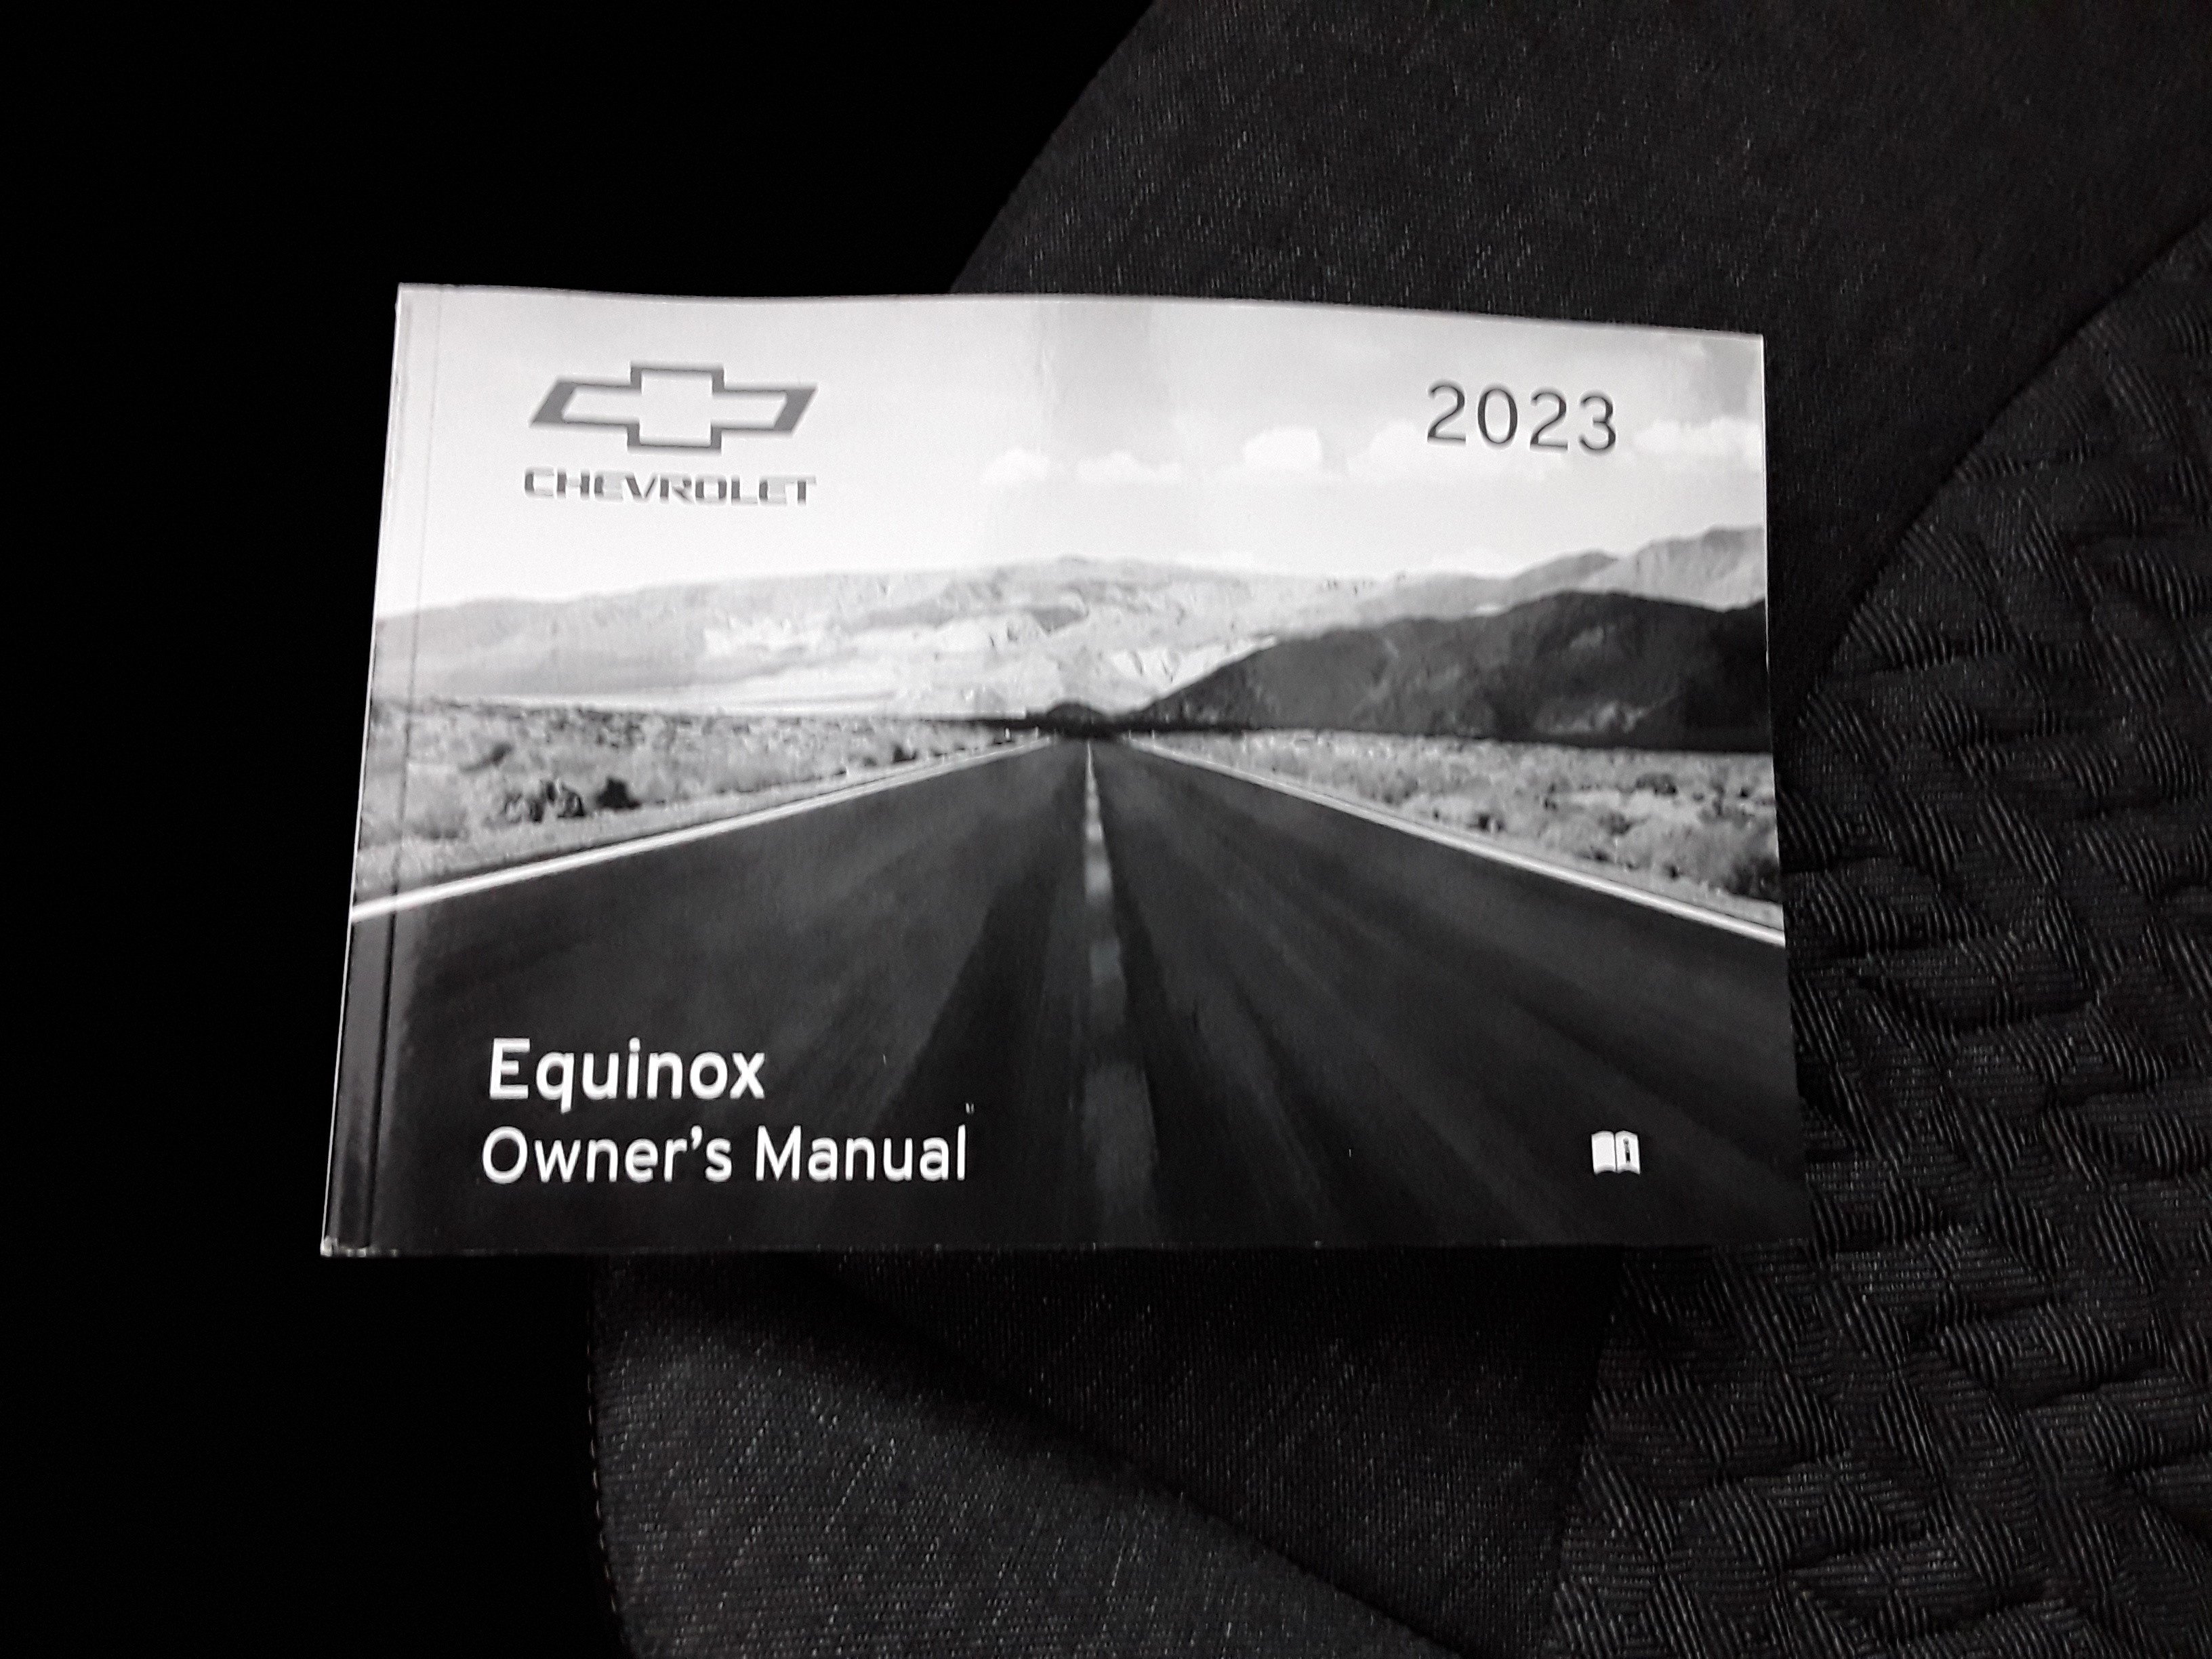 CHEVROLET
2023
Equinox
Owner's Manual